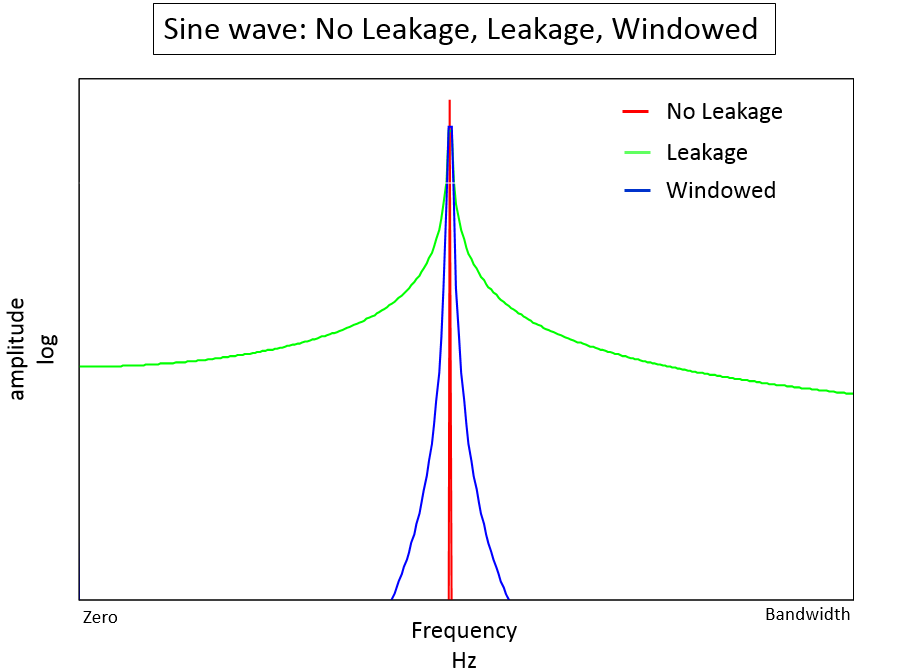 Sine wave: No Leakage, Leakage, Windowed
No Leakage
Leakage
Windowed
amplitude
log
Zero
Bandwidth
Frequency
Hz